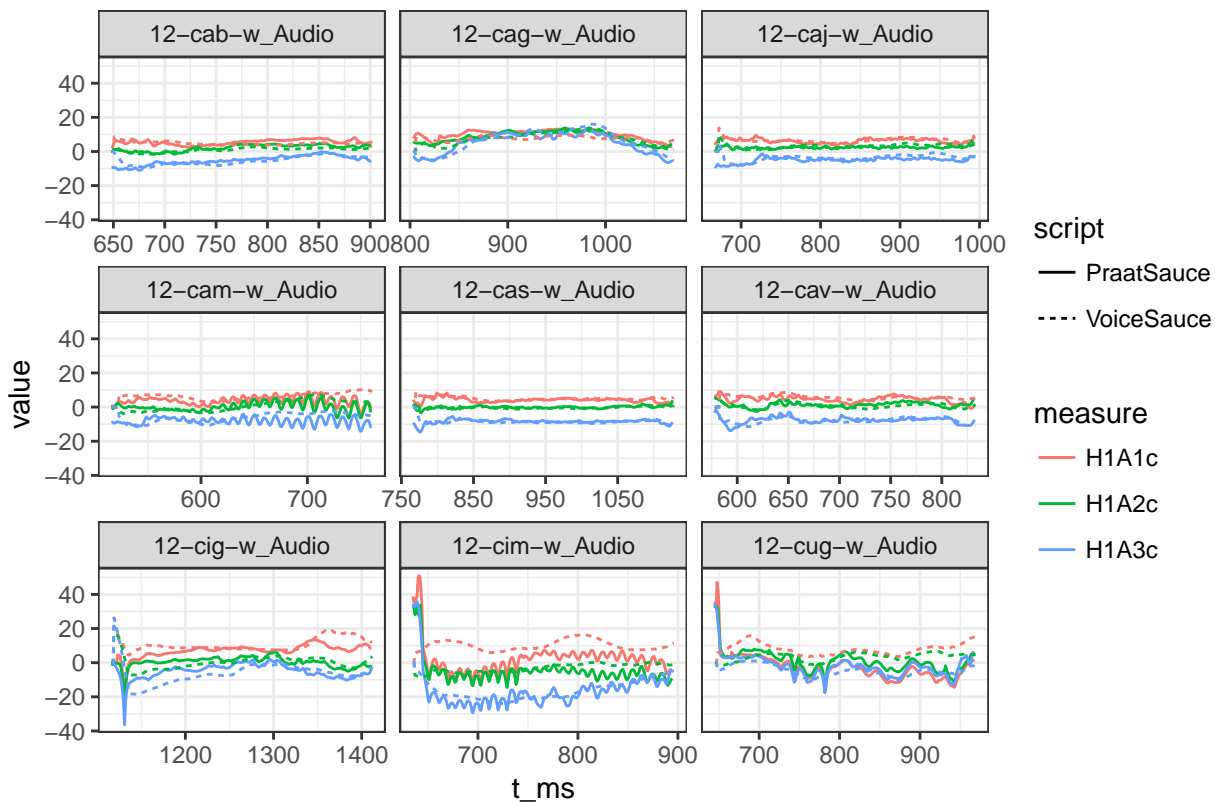 12−cab−w_Audio 12−cag−w_Audio 12−caj−w_Audio
40
20
0
−20
−40
650 700 750 800 850 900 800 900 1000 700 800 900 1000
12−cam−w_Audio 12−cas−w_Audio 12−cav−w_Audio
40
20
0
−20
−40
600 700 750 850 950 1050 600 650 700 750 800
12−cig−w_Audio 12−cim−w_Audio 12−cug−w_Audio
40
20
0
−20
−40
1200 1300 1400 700 800 900 700 800 900
t_ms
value
script
PraatSauce
VoiceSauce
measure
H1A1c
H1A2c
H1A3c